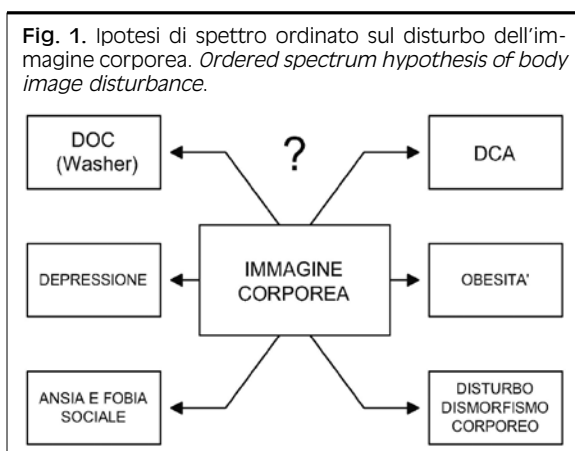 Fig. 1. Ipotesi di spettro ordinato sul disturbo dell'im-
magine corporea. Ordered spectrum hypothesis of body
image disturbance.
DOC
(Washer)
?
DCA
DEPRESSIONE
IMMAGINE
CORPOREA
OBESITA'
ANSIA E FOBIA
SOCIALE
DISTURBO
DISMORFISMO
CORPOREO